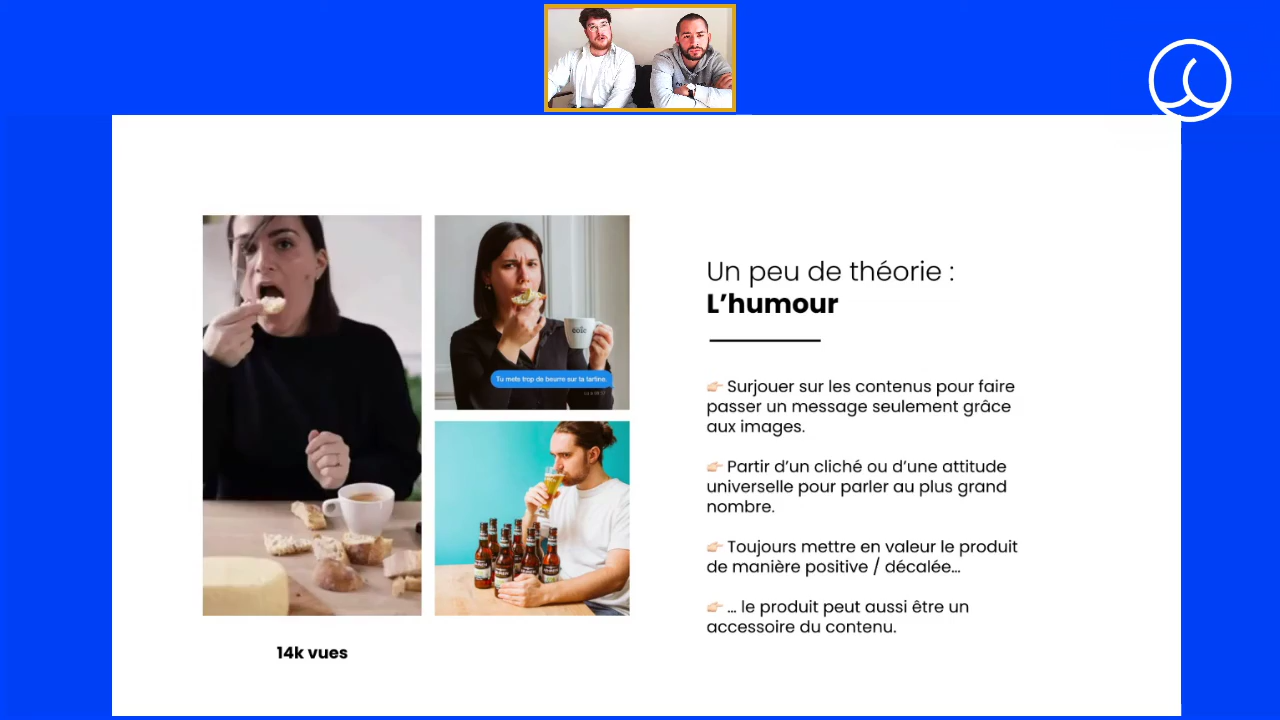 Un peu de théorie :
L’humour
👉🏻 Surjouer sur les contenus pour faire
passer un message seulement grâce
aux images.
👉🏻 Partir d’un cliché ou d’une attitude
universelle pour parler au plus grand
nombre.
👉🏻 Toujours mettre en valeur le produit
de manière positive / décalée...
👉🏻 ... le produit peut aussi être un
accessoire du contenu.
Tu mets trop de beurre sur ta tartine.
14k vues